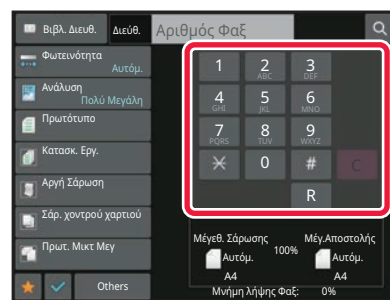 Βιβλ. Διευθ.
Διεύθ.
Αριθμός Φαξ
Φωτεινότητα
Αυτόμ.
Ανάλυση
Πολύ Μεγάλη
Πρωτότυπο
Κατασκ. Εργ.
Αργή Σάρωση
Σάρ. χοντρού χαρτιού
Πρωτ. Μικτ Μεγ
Others
1 2 3
ABC DEF
4 5 6
GHI JKL MNO
7 8 9
PQRS TUV WXYZ
0 # C
R
Μέγεθ. Σάρωσης
Αυτόμ.
A4
100%
Μέγ.Αποστολής
Αυτόμ.
A4
Μνήμη λήψης Φαξ: 0%